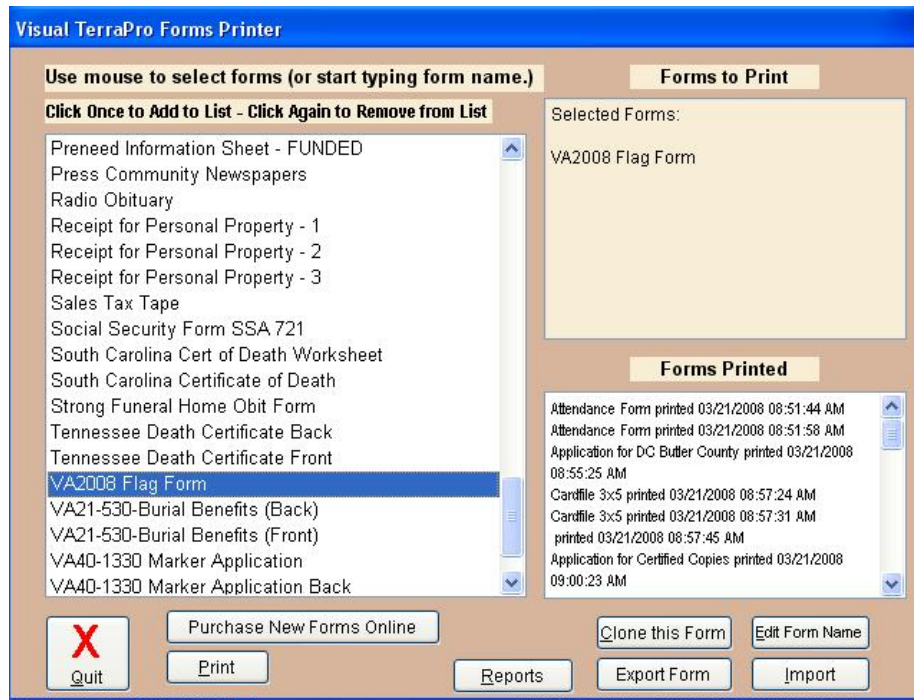 Visual TerraPro Forms Printer
Use mouse to select forms (or start typing form name.)
Click Once to Add to List - Click Again to Remove from List
Preneed Information Sheet - FUNDED
Press Community Newspapers
Radio Obituary
Receipt for Personal Property - 1
Receipt for Personal Property - 2
Receipt for Personal Property - 3
Sales Tax Tape
Social Security Form SSA 721
South Carolina Cert of Death Worksheet
South Carolina Certificate of Death
Strong Funeral Home Obit Form
Tennessee Death Certificate Back
Tennessee Death Certificate Front
VA2008 Flag Form
VA21-530-Burial Benefits (Back)
VA21-530-Burial Benefits (Front)
VA40-1330 Marker Application
VA40-1330 Marker Application Back
Forms to Print
Selected Forms:
VA2008 Flag Form
Forms Printed
Attendance Form printed 03/21/2008 08:51:44 AM
Attendance Form printed 03/21/2008 08:51:58 AM
Application for DC Butler County printed 03/21/2008
08:55:25 AM
Cardfile 3x5 printed 03/21/2008 08:57:24 AM
Cardfile 3x5 printed 03/21/2008 08:57:31 AM
printed 03/21/2008 08:57:45 AM
Application for Certified Copies printed 03/21/2008
09:00:23 AM
X
Quit
Purchase New Forms Online
Print
Reports
Clone this Form
Edit Form Name
Export Form
Import